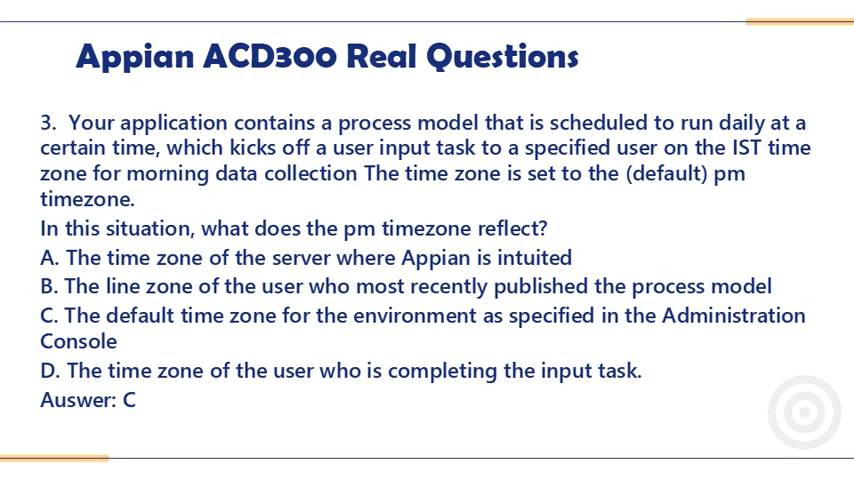 Appian ACD300 Real Questions
3. Your application contains a process model that is scheduled to run daily at a
certain time, which kicks off a user input task to a specified user on the IST time
zone for morning data collection The time zone is set to the (default) pm
timezone.
In this situation, what does the pm timezone reflect?
A. The time zone of the server where Appian is intuited
B. The line zone of the user who most recently published the process model
C. The default time zone for the environment as specified in the Administration
Console
D. The time zone of the user who is completing the input task.
Auswer: C